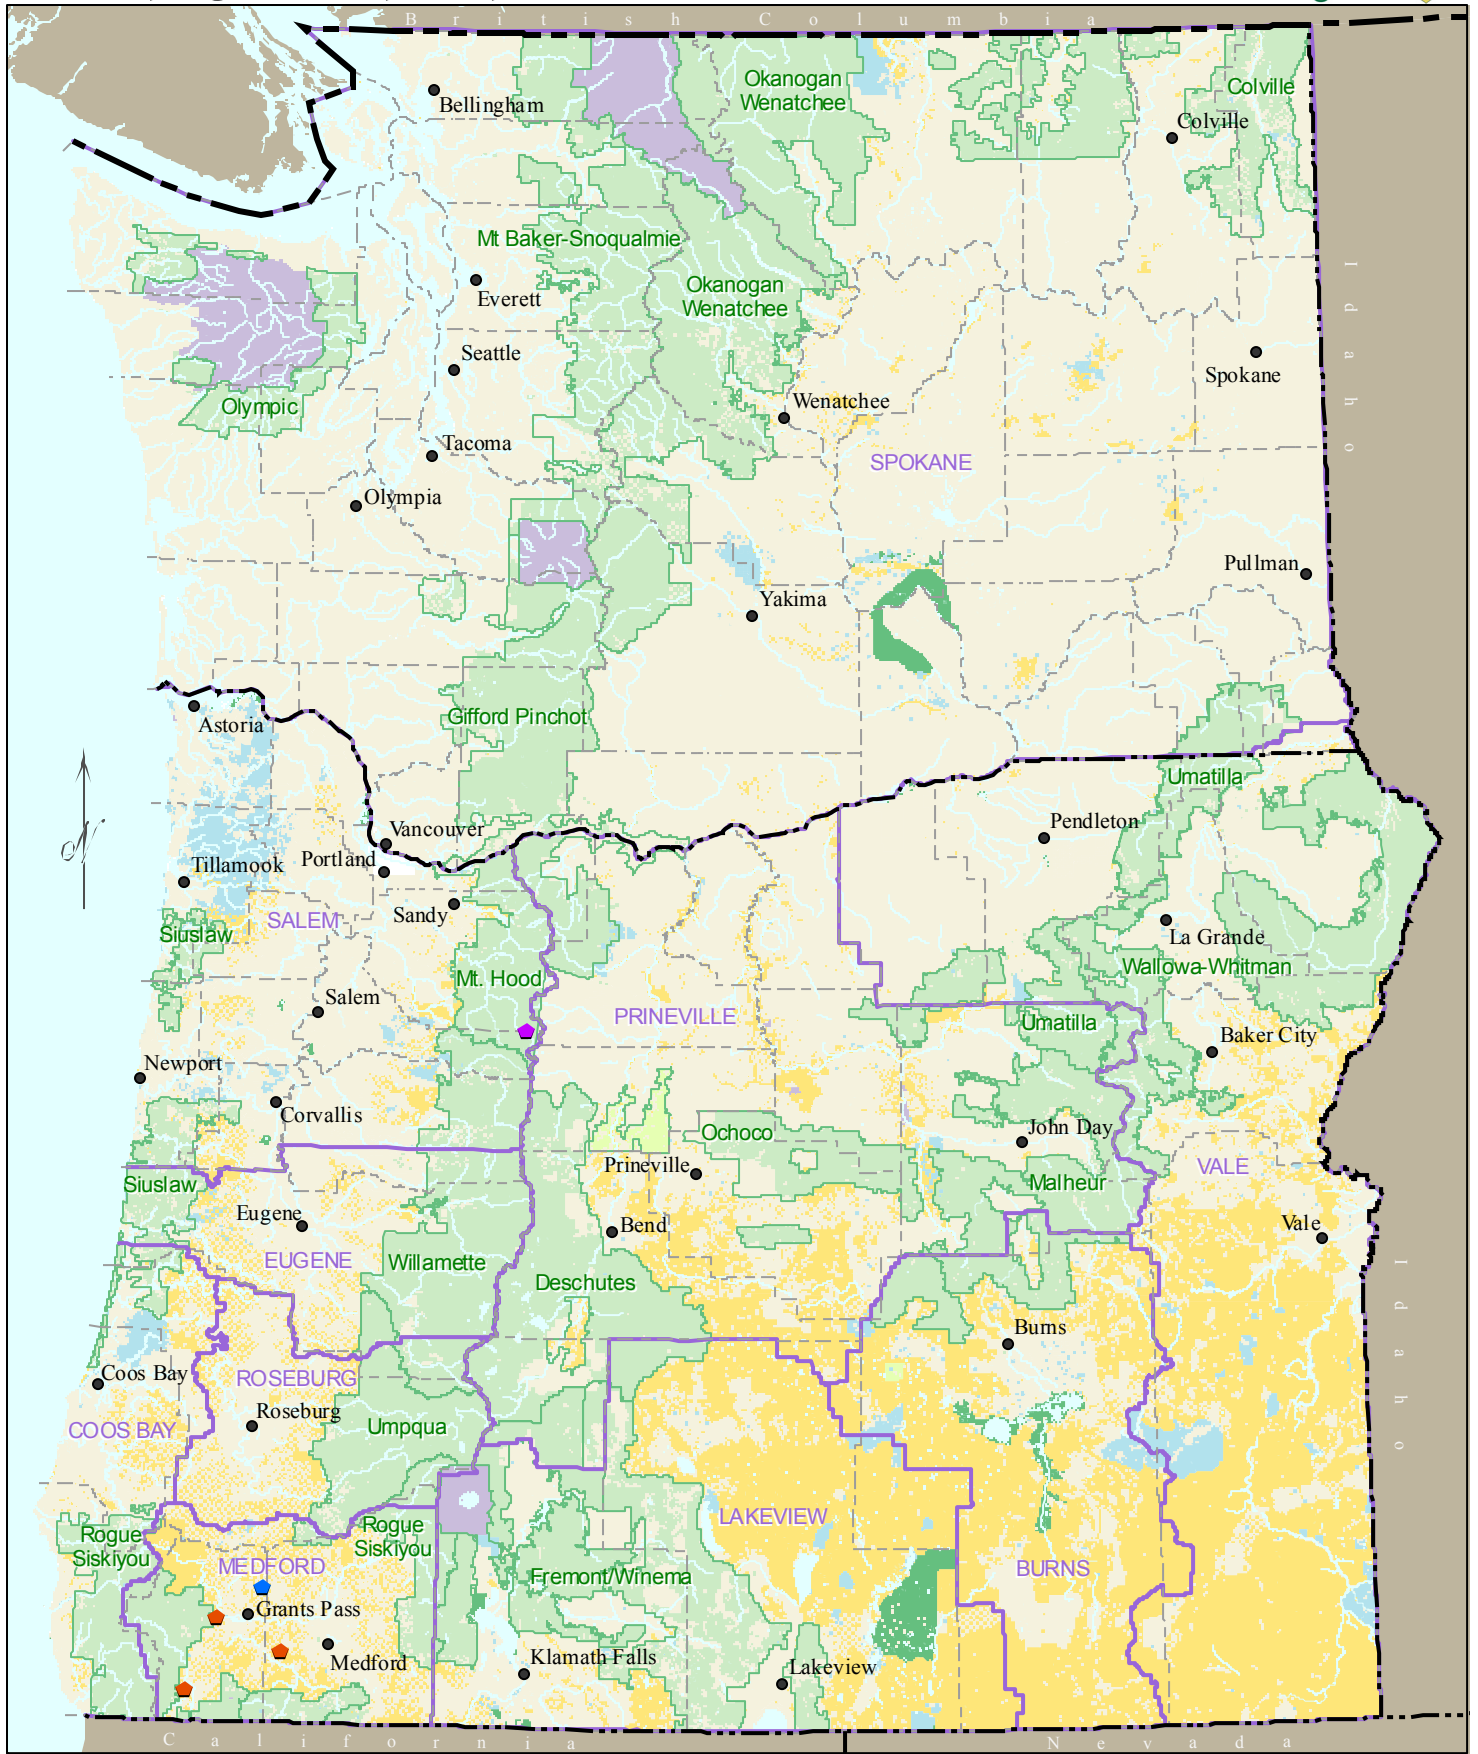 British Columbia
Okanogan
Wenatchee
Colville
Bellingham
Colville
Mt Baker-Snoqualmie
Idaho
Okanogan
Wenatchee
Everett
Seattle
Spokane
Olympic
Wenatchee
Tacoma
SPOKANE
Olympia
Pullman
Yakima
Gifford Pinchot
Astoria
Umatilla
Vancouver
Pendleton
Portland
Tillamook
Sandy
SALEM
Siuslaw
La Grande
Wallowa-Whitman
Mt. Hood
Salem
PRINEVILLE
Umatilla
Baker City
Newport
Corvallis
John Day
Ochoco
Prineville
VALE
Siuslaw
Malheur
Eugene
Bend
Vale
EUGENE
Willamette
Deschutes
Idaho
Burns
Coos Bay
ROSEBURG
Roseburg
Umpqua
COOS BAY
LAKEVIEW
Rogue
Siskiyou
Rogue
Siskiyou
MEDFORD
Fremont/Winema
BURNS
Grants Pass
Medford
Klamath Falls
Lakeview
California
Nevada